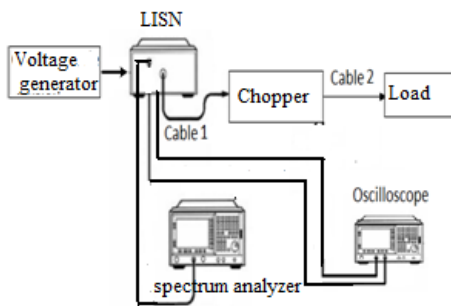 LISN
Voltage
generator
Chopper
Cable 2
Load
Cable 1
Oscilloscope
spectrum analyzer